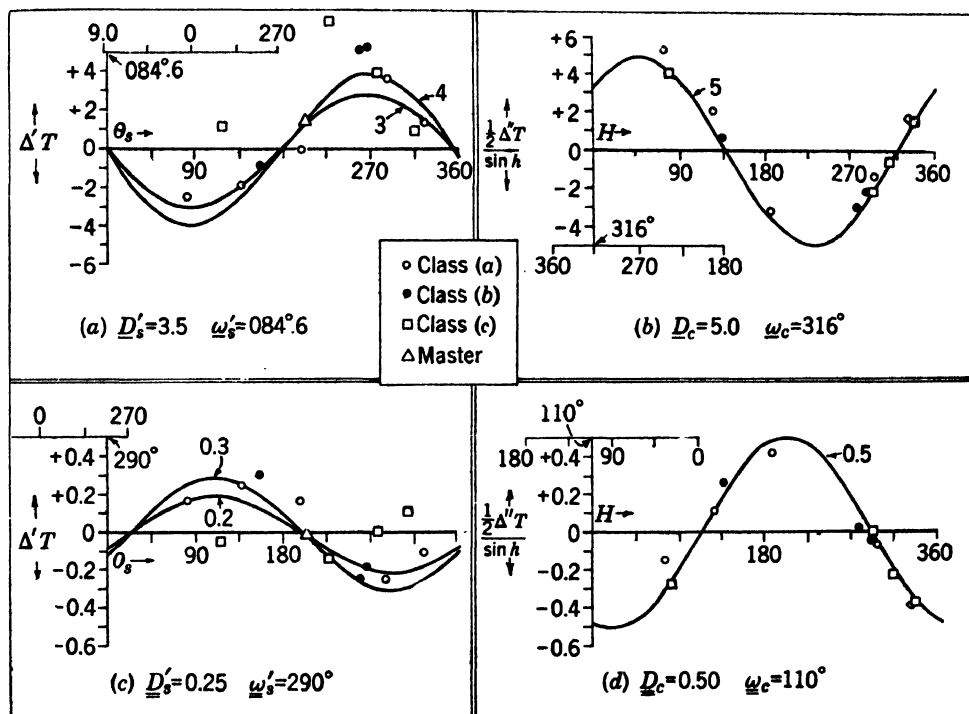 9.0 0 270
084°.6
+4
+2
0
-2
-4
-6
Δ'T
θs→
90 180 270 360
4
3
(a) D's=3.5 ω's=084°.6
+6
+4
+2
0
-2
-4
½Δ"T
sin h
H→
90 180 270 360
5
316°
360 270 180
(b) Dc=5.0 ωc=316°
Class (a)
Class (b)
Class (c)
Master
0 270
290°
+0.4
+0.2
0
-0.2
-0.4
-0.6
Δ'T
0s→
90 180
0.3
0.2
(c) D's=0.25 ω's=290°
110°
180 90 0
+0.4
+0.2
0
-0.2
-0.4
-0.6
½Δ"T
sin h
H→
180 360
0.5
(d) Dc=0.50 ωc=110°